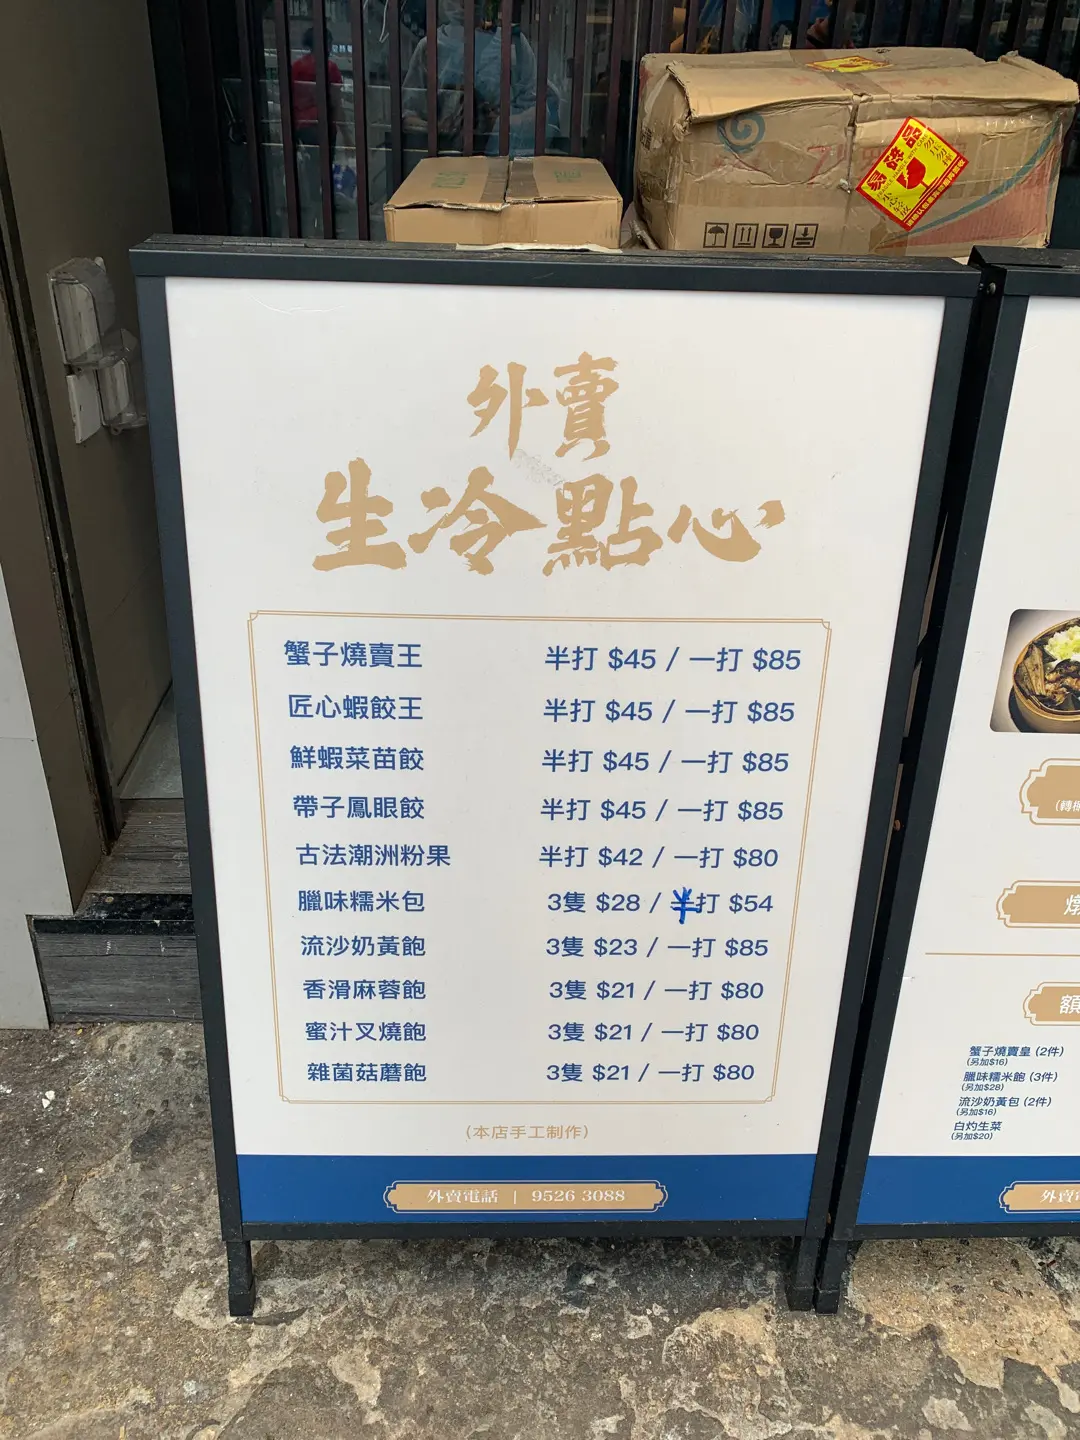 易碎品
外賣
生冷點心
蟹子燒賣王 半打 $45 / 一打 $85
匠心蝦餃王 半打 $45 / 一打 $85
鮮蝦菜苗餃 半打 $45 / 一打 $85
帶子鳳眼餃 半打 $45 / 一打 $85
古法潮洲粉果 半打 $42 / 一打 $80
臘味糯米包 3隻 $28 / 半打 $54
流沙奶黃飽 3隻 $23 / 一打 $85
香滑麻蓉飽 3隻 $21 / 一打 $80
蜜汁叉燒飽 3隻 $21 / 一打 $80
雜菌菇蘑飽 3隻 $21 / 一打 $80
(本店手工制作)
外賣電話 | 9526 3088
(轉
燉
額
蟹子燒賣皇 (2件)
(另加$16)
臘味糯米飽 (3件)
(另加$28)
流沙奶黃包 (2件)
(另加$16)
白灼生菜
(另加$20)
外賣